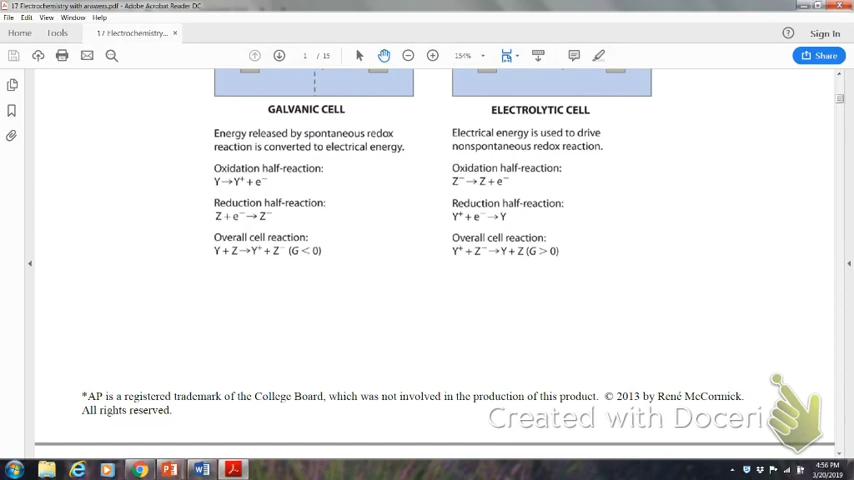 17 Electrochemistry with answers.pdf - Adobe Acrobat Reader DC
File Edit View Window Help
Home Tools 17 Electrochemistry... × Sign In
1 / 15 154% Share
GALVANIC CELL
Energy released by spontaneous redox
reaction is converted to electrical energy.
Oxidation half-reaction:
Y→Y⁺ + e⁻
Reduction half-reaction:
Z + e⁻→Z⁻
Overall cell reaction:
Y + Z→Y⁺ + Z⁻ (G < 0)
ELECTROLYTIC CELL
Electrical energy is used to drive
nonspontaneous redox reaction.
Oxidation half-reaction:
Z⁻→Z + e⁻
Reduction half-reaction:
Y⁺ + e⁻→Y
Overall cell reaction:
Y⁺ + Z⁻→Y + Z (G > 0)
*AP is a registered trademark of the College Board, which was not involved in the production of this product. © 2013 by René McCormick.
All rights reserved.
Created with Doceri
4:56 PM
3/20/2019